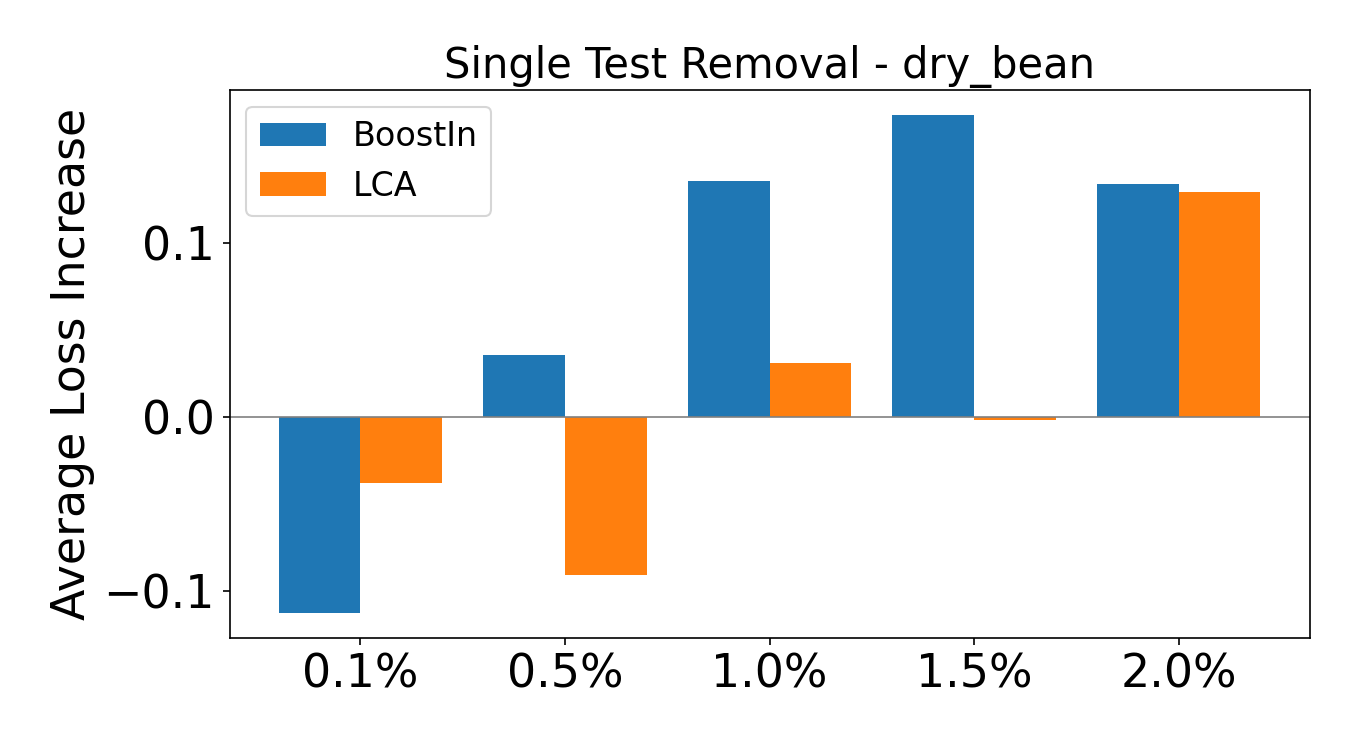 Single Test Removal - dry_bean
BoostIn
LCA
Average Loss Increase
0.1
0.0
−0.1
0.1%
0.5%
1.0%
1.5%
2.0%